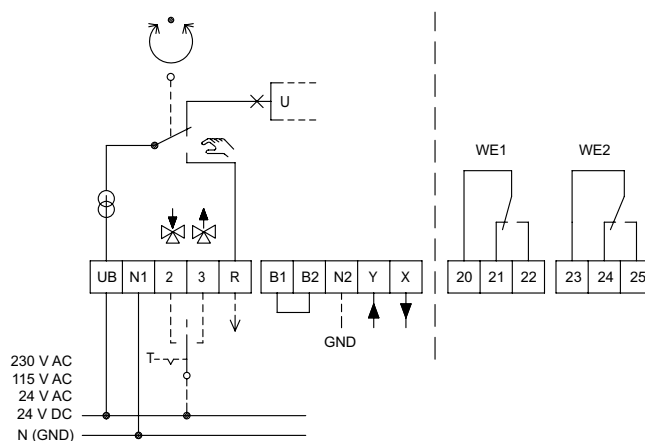 U
WE1 WE2
UB N1 2 3 R B1 B2 N2 Y X 20 21 22 23 24 25
GND
T
230 V AC
115 V AC
24 V AC
24 V DC
N (GND)